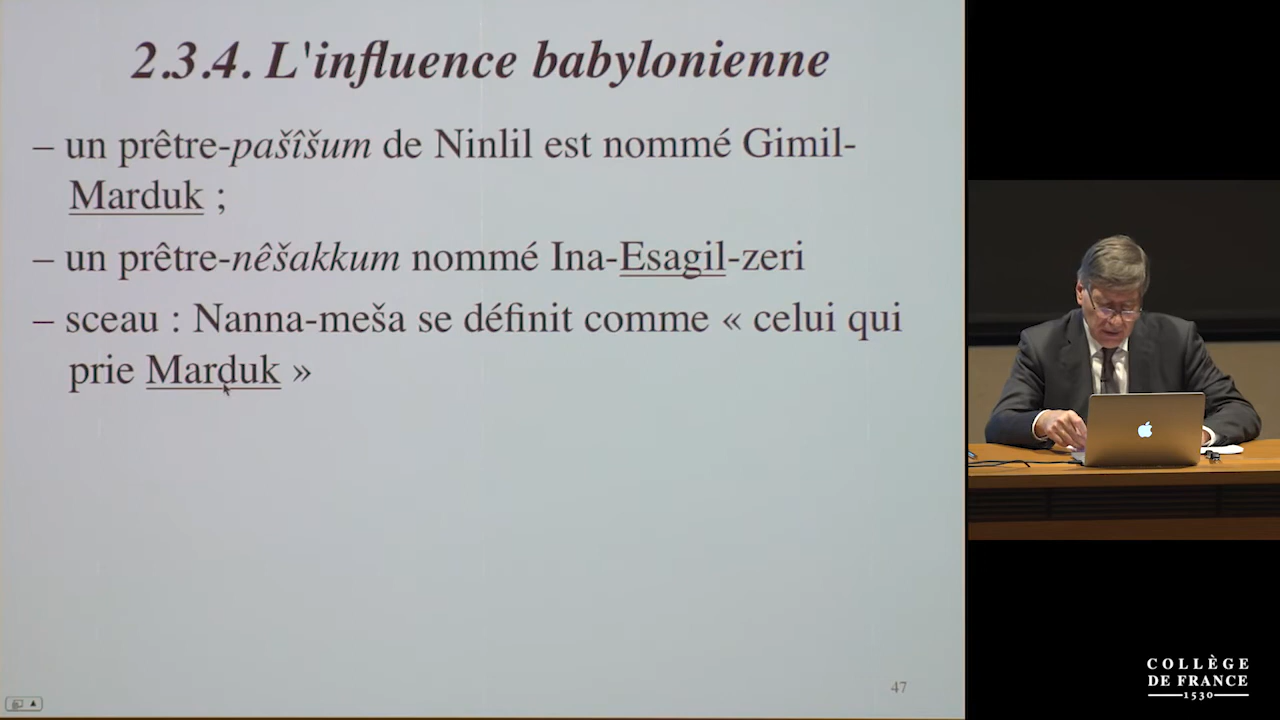 2.3.4. L'influence babylonienne
– un prêtre-pašîšum de Ninlil est nommé Gimil-
Marduk ;
– un prêtre-nêšakkum nommé Ina-Esagil-zeri
– sceau : Nanna-meša se définit comme « celui qui
prie Marduk »
47
COLLÈGE
DE FRANCE
1530